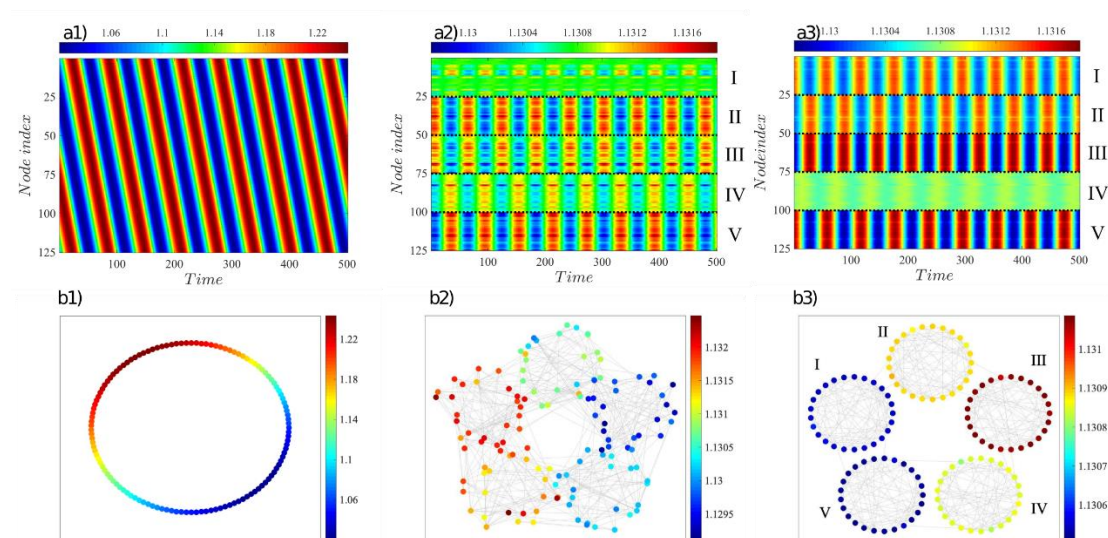 a1)
1.06 1.1 1.14 1.18 1.22
Node index
25
50
75
100
125
100 200 300 400 500
Time
a2)
1.13 1.1304 1.1308 1.1312 1.1316
Node index
25
50
75
100
125
I
II
III
IV
V
100 200 300 400 500
Time
a3)
1.13 1.1304 1.1308 1.1312 1.1316
Nodeindex
25
50
75
100
125
I
II
III
IV
V
100 200 300 400 500
Time
b1)
1.22
1.18
1.14
1.1
1.06
b2)
1.132
1.1315
1.131
1.1305
1.13
1.1295
b3)
I
II
III
IV
V
1.131
1.1309
1.1308
1.1307
1.1306